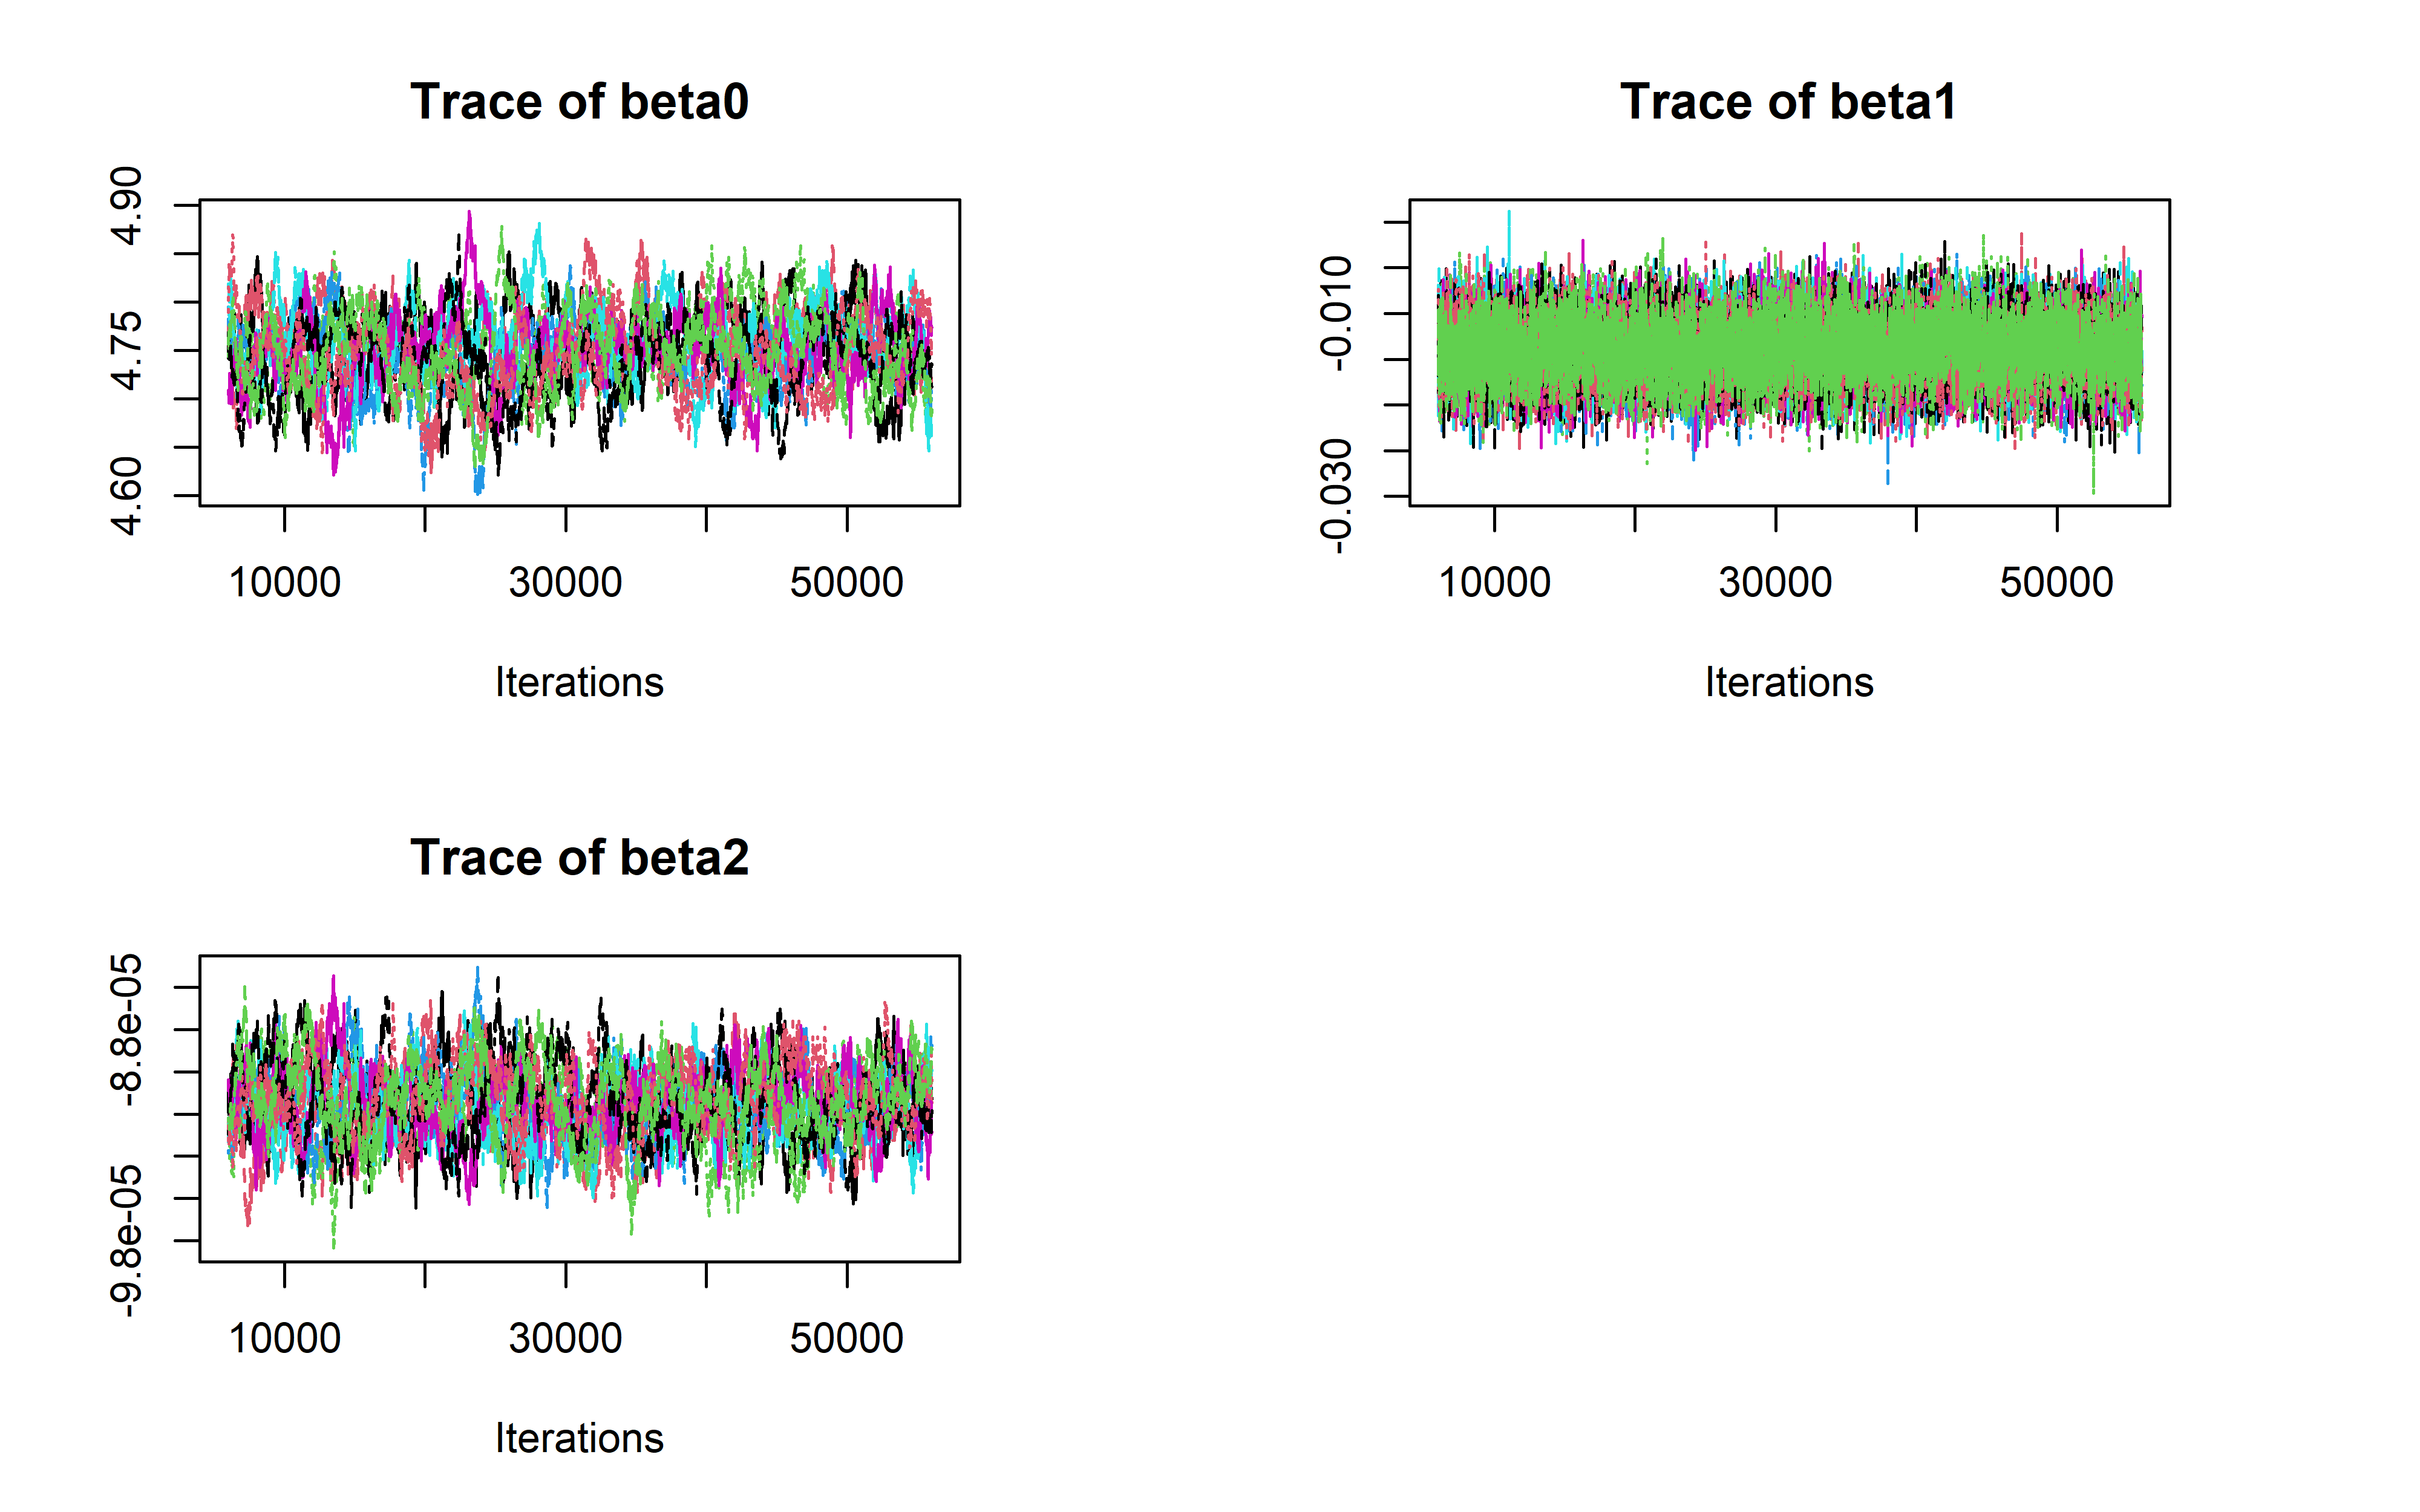 Trace of beta0
4.90
4.75
4.60
10000 30000 50000
Iterations
Trace of beta1
-0.010
-0.030
10000 30000 50000
Iterations
Trace of beta2
-8.8e-05
-9.8e-05
10000 30000 50000
Iterations